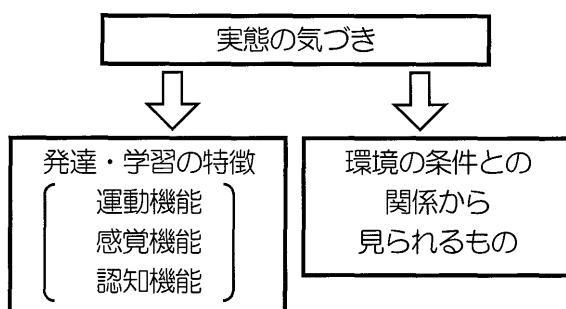 実態の気づき
発達・学習の特徴
運動機能
感覚機能
認知機能
環境の条件との
関係から
見られるもの